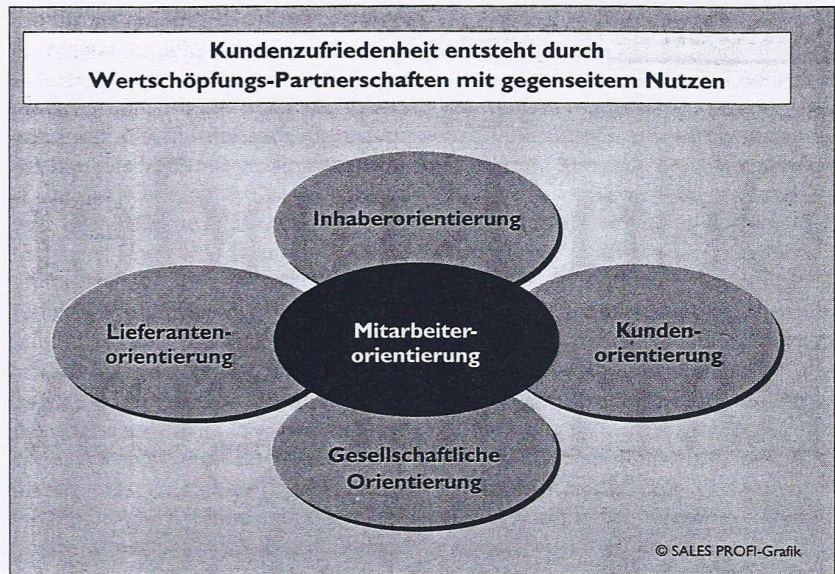 Kundenzufriedenheit entsteht durch
Wertschöpfungs-Partnerschaften mit gegenseitem Nutzen
Inhaberorientierung
Lieferanten-
orientierung
Mitarbeiter-
orientierung
Kunden-
orientierung
Gesellschaftliche
Orientierung
© SALES PROFI-Grafik